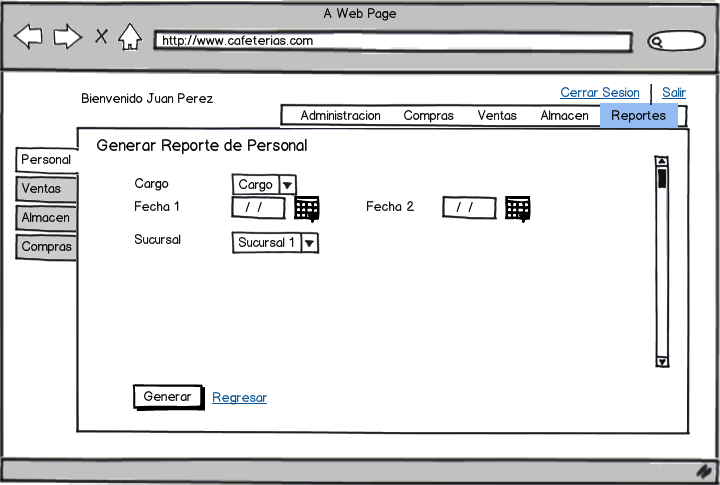 A Web Page
http://www.cafeterias.com
Cerrar Sesion Salir
Bienvenido Juan Perez
Administracion Compras Ventas Almacen Reportes
Generar Reporte de Personal
Personal
Ventas
Almacen
Compras
Cargo Cargo
Fecha 1 / / Fecha 2 / /
Sucursal Sucursal 1
Generar Regresar